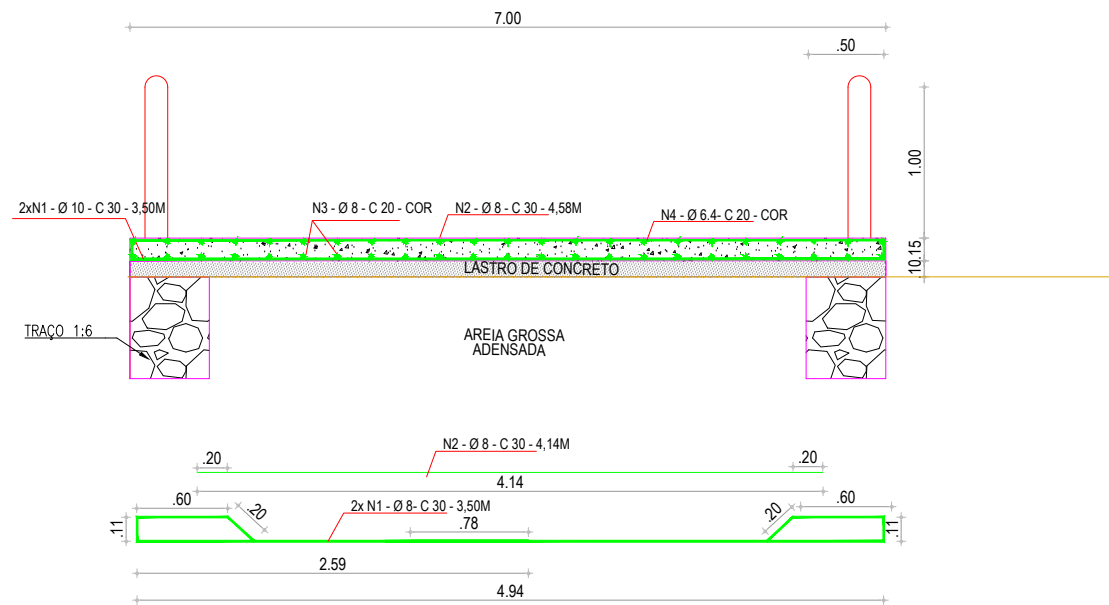 7.00
.50
1.00
2xN1 - Ø 10 - C 30 - 3,50M
N3 - Ø 8 - C 20 - COR
N2 - Ø 8 - C 30 - 4,58M
N4 - Ø 6.4- C 20 - COR
.10.15
LASTRO DE CONCRETO
TRAÇO 1:6
AREIA GROSSA
ADENSADA
N2 - Ø 8 - C 30 - 4,14M
.20
.20
4.14
.60
.60
.20
2x N1 - Ø 8- C 30 - 3,50M
.20
.11
.78
.11
2.59
4.94